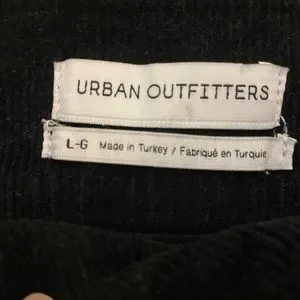 URBAN OUTFITTERS
L-G Made in Turkey / Fabriqué en Turquie